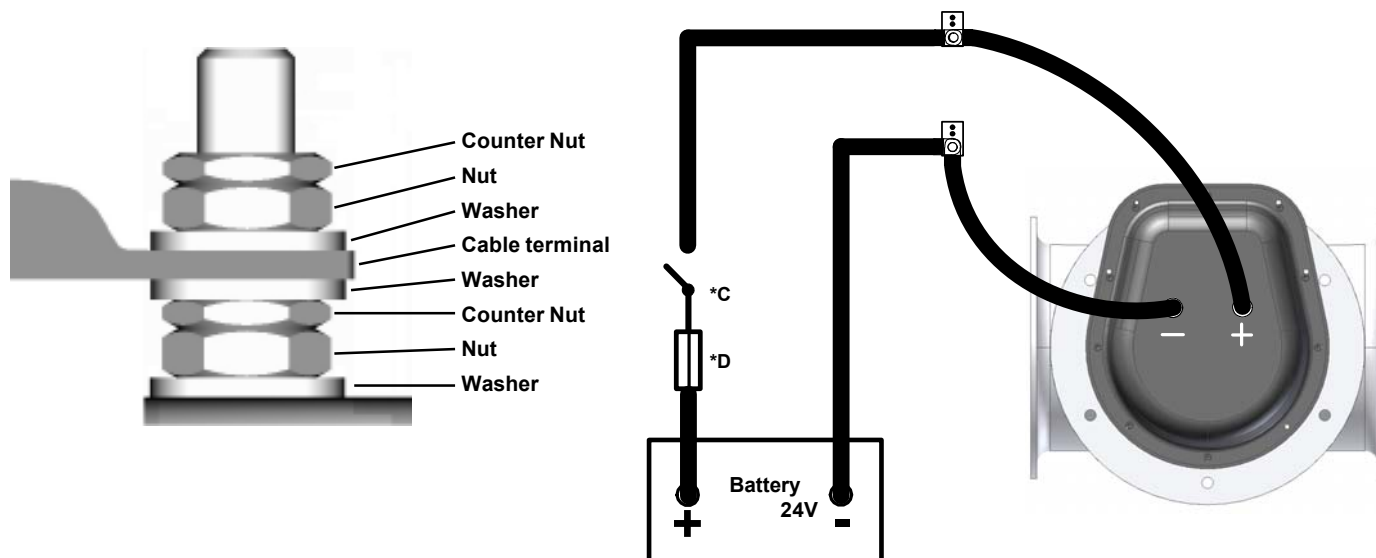 Counter Nut
Nut
Washer
Cable terminal
Washer
Counter Nut
Nut
Washer
*C
*D
Battery
24V
+
-
− +